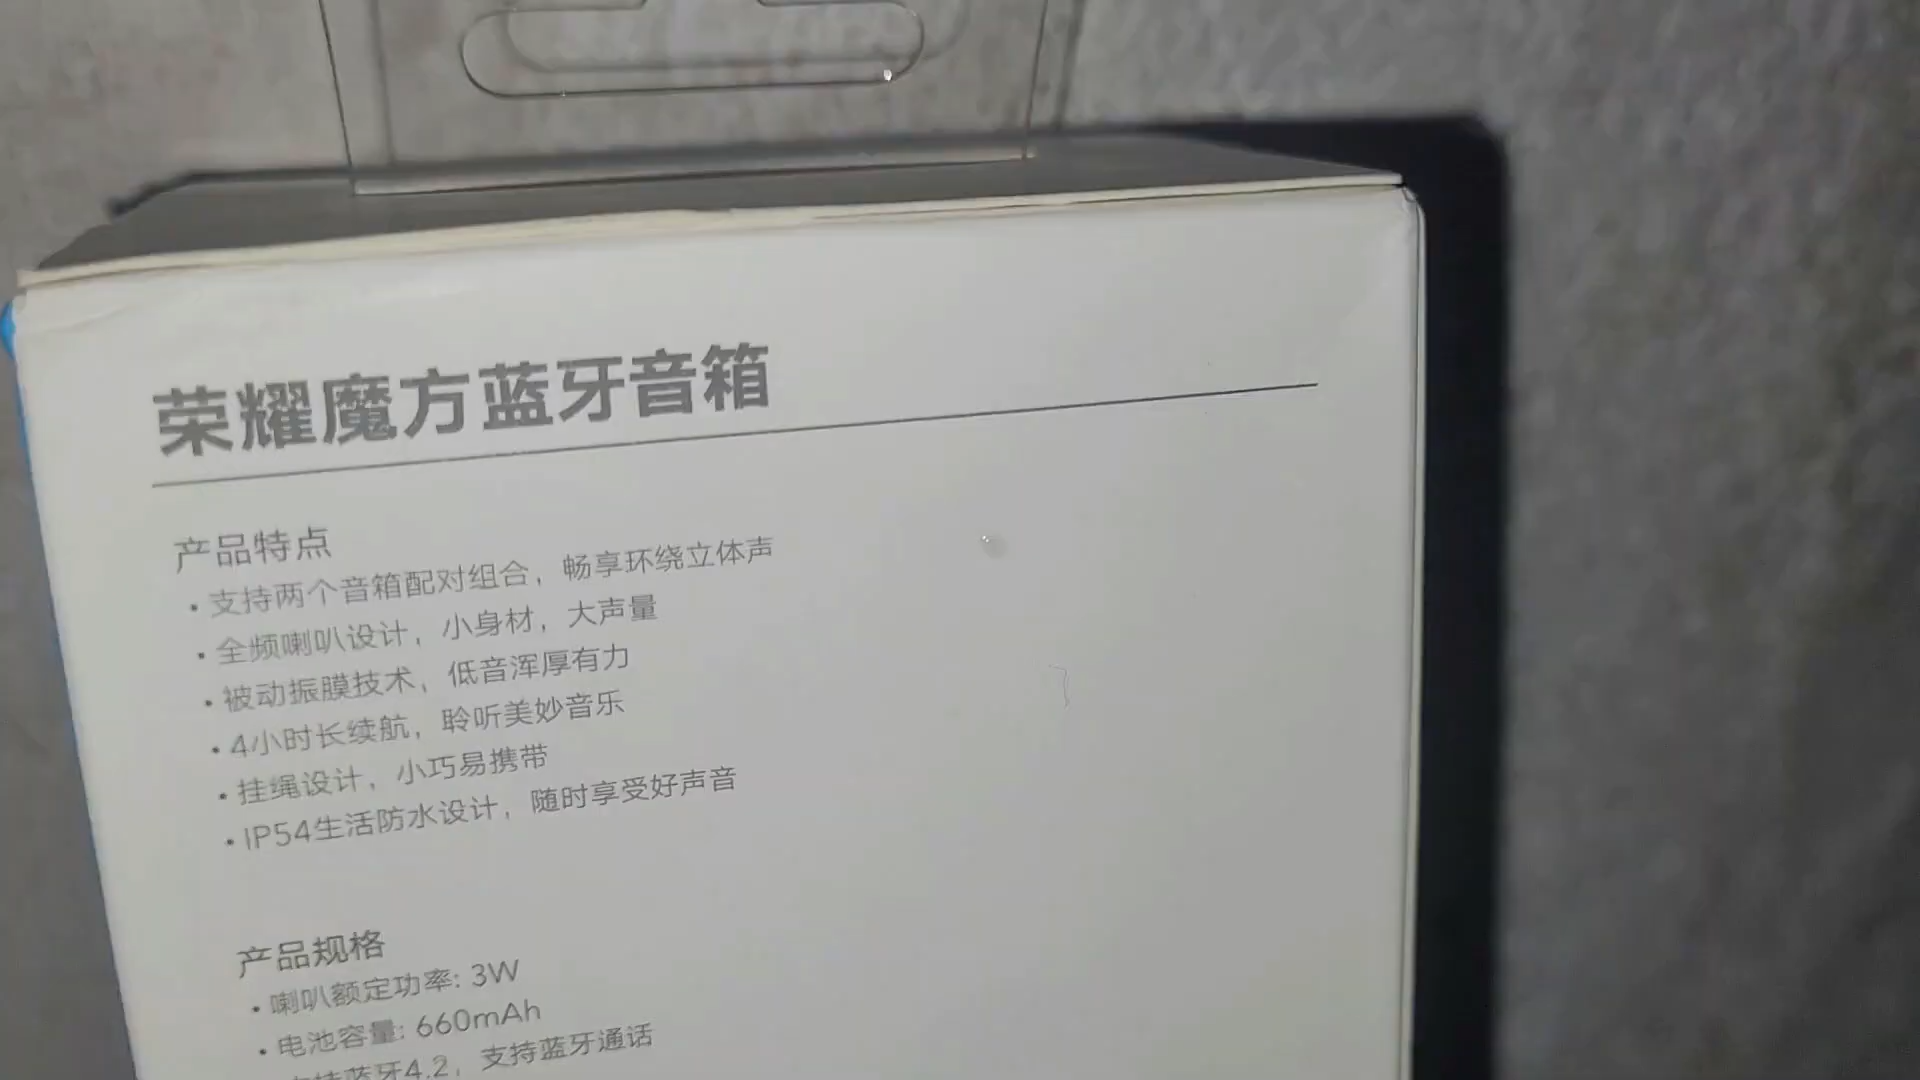 荣耀魔方蓝牙音箱
产品特点
• 支持两个音箱配对组合，畅享环绕立体声
• 全频喇叭设计，小身材，大声量
• 被动振膜技术，低音浑厚有力
• 4小时长续航，聆听美妙音乐
• 挂绳设计，小巧易携带
• IP54生活防水设计，随时享受好声音
产品规格
• 喇叭额定功率: 3W
• 电池容量: 660mAh
支持蓝牙4.2，支持蓝牙通话